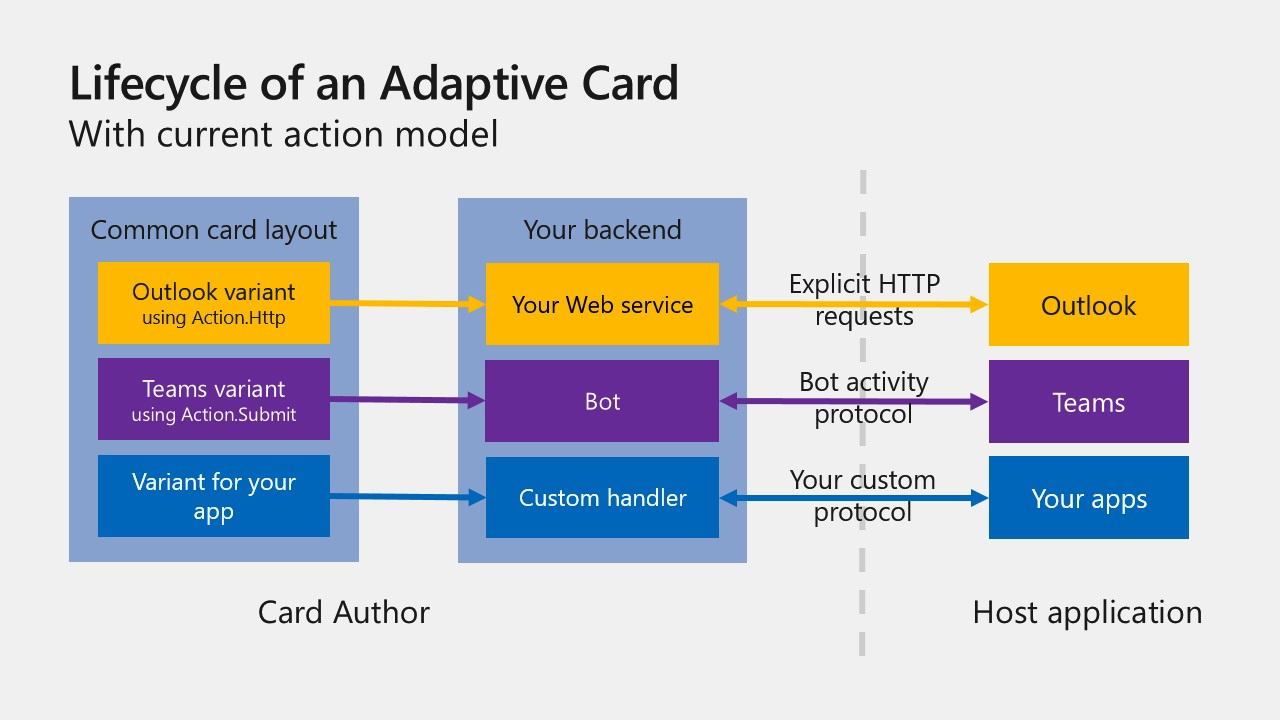 Lifecycle of an Adaptive Card
With current action model
Common card layout
Outlook variant
using Action.Http
Teams variant
using Action.Submit
Variant for your
app
Your backend
Your Web service
Bot
Custom handler
Explicit HTTP
requests
Bot activity
protocol
Your custom
protocol
Outlook
Teams
Your apps
Card Author
Host application